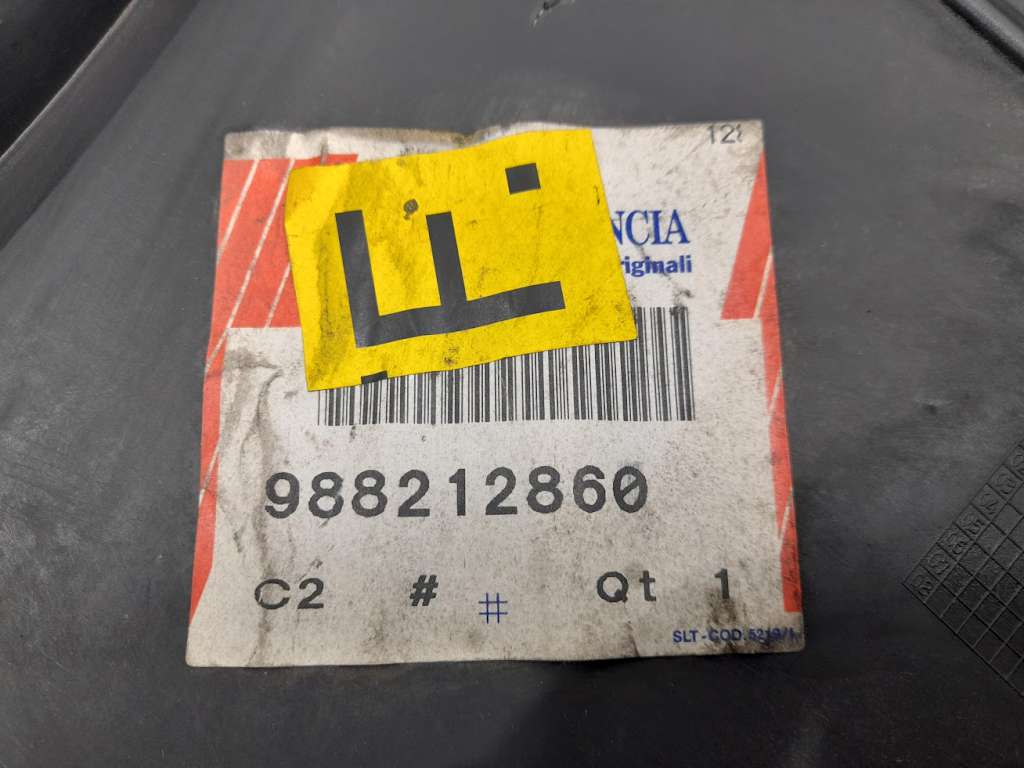 12
F.
NCIA
riginali
988212860
C2 # # Qt 1
SLT-COD.5219/1